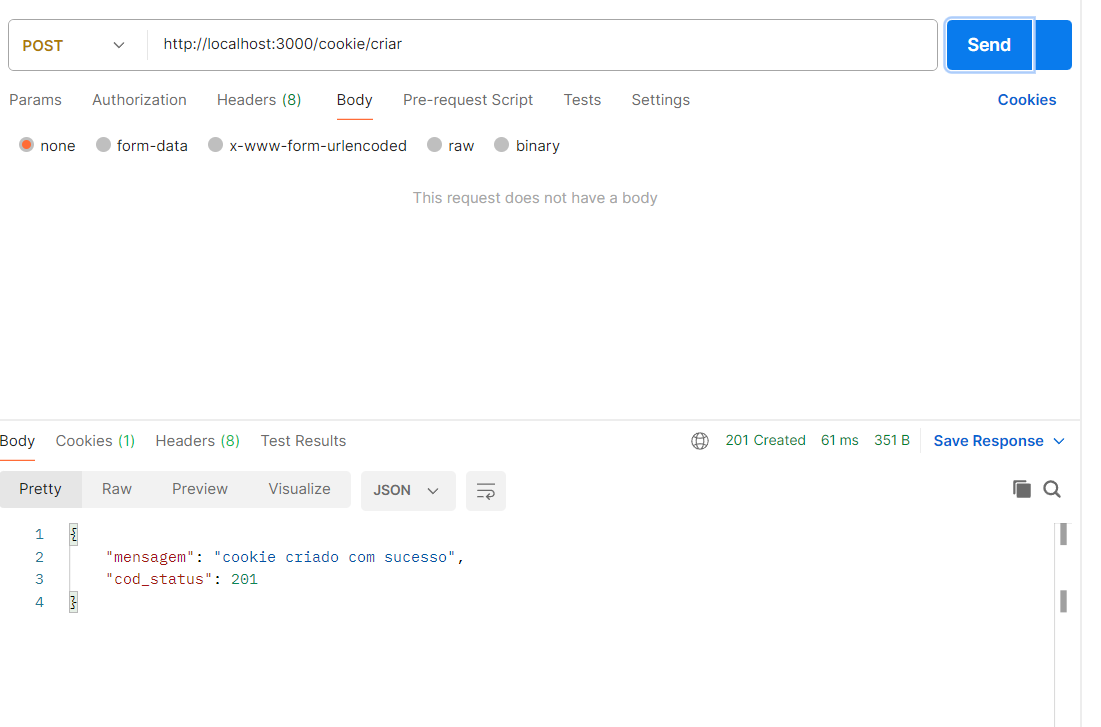 POST http://localhost:3000/cookie/criar Send
Params Authorization Headers (8) Body Pre-request Script Tests Settings Cookies
none form-data x-www-form-urlencoded raw binary
This request does not have a body
Body Cookies (1) Headers (8) Test Results 201 Created 61 ms 351 B Save Response
Pretty Raw Preview Visualize JSON
1 {
2 "mensagem": "cookie criado com sucesso",
3 "cod_status": 201
4 }